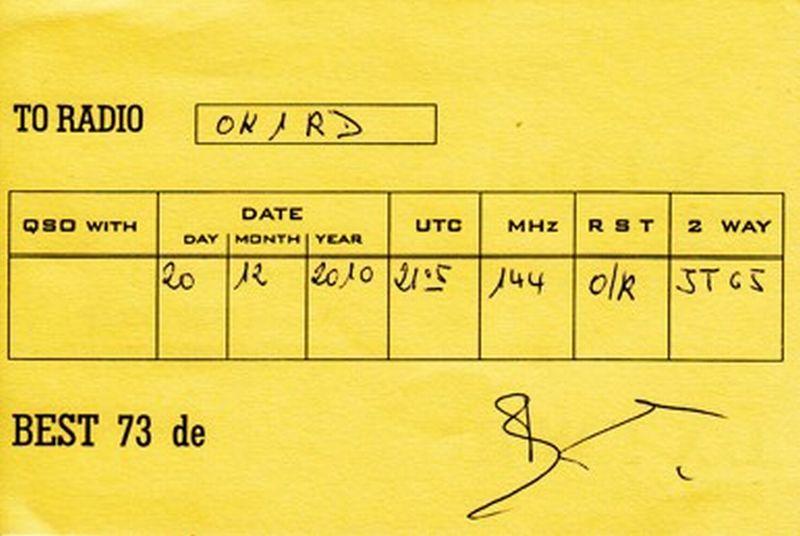 TO RADIO OK1RD
QSO WITH DATE UTC MHz RST 2 WAY
DAY MONTH YEAR
20 12 2010 2105 144 O/R JT65
BEST 73 de